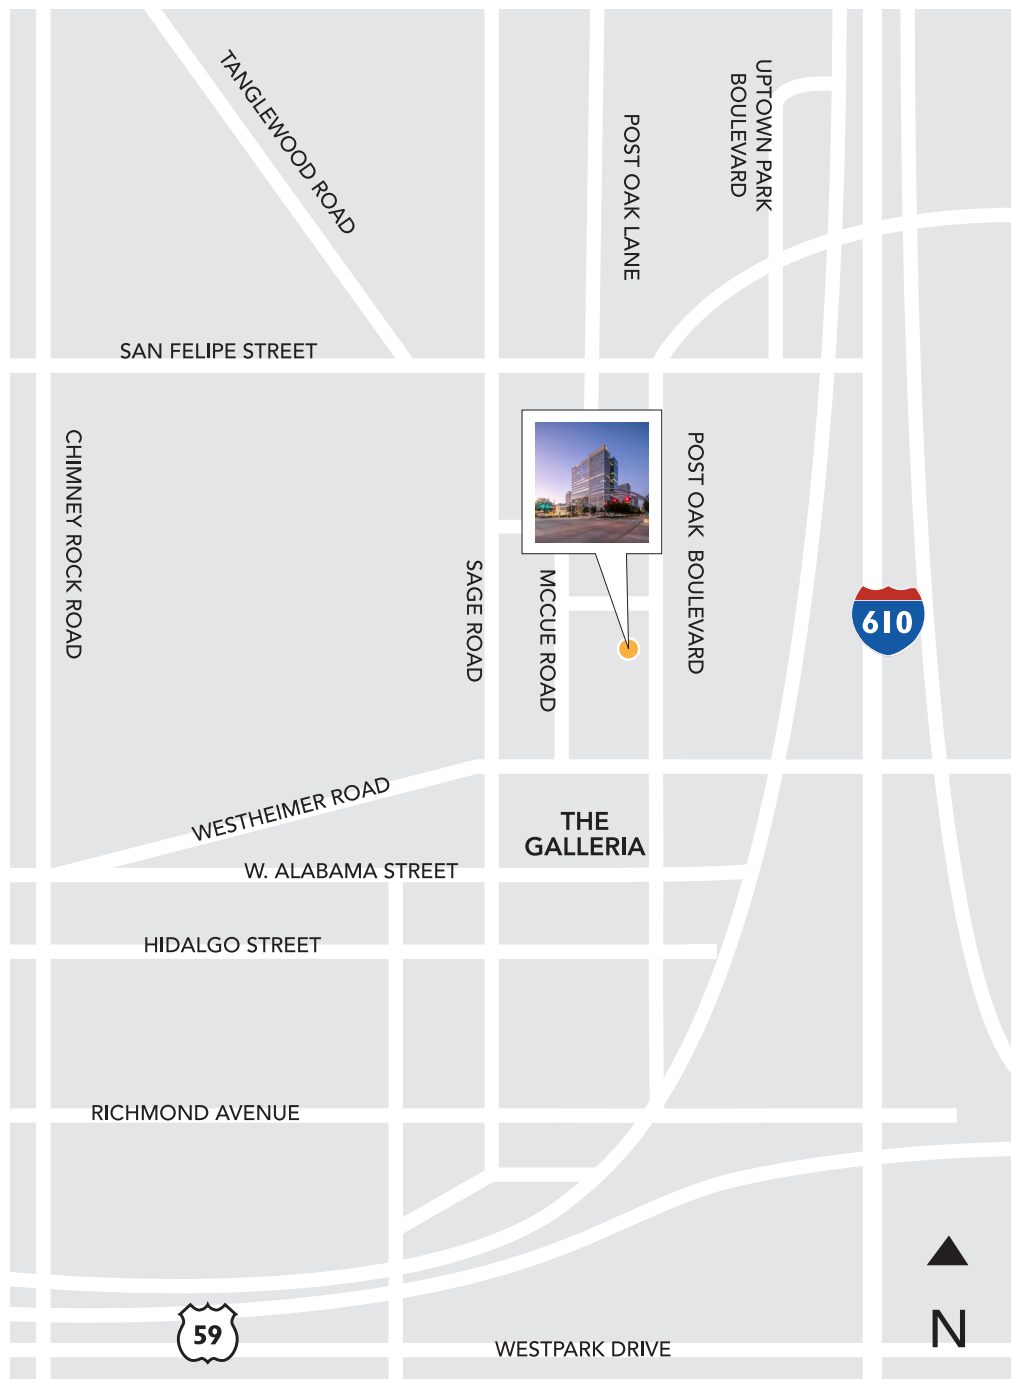 TANGLEWOOD ROAD
POST OAK LANE
UPTOWN PARK
BOULEVARD
SAN FELIPE STREET
CHIMNEY ROCK ROAD
POST OAK BOULEVARD
SAGE ROAD
MCCUE ROAD
610
WESTHEIMER ROAD
THE
GALLERIA
W. ALABAMA STREET
HIDALGO STREET
RICHMOND AVENUE
59
WESTPARK DRIVE
N